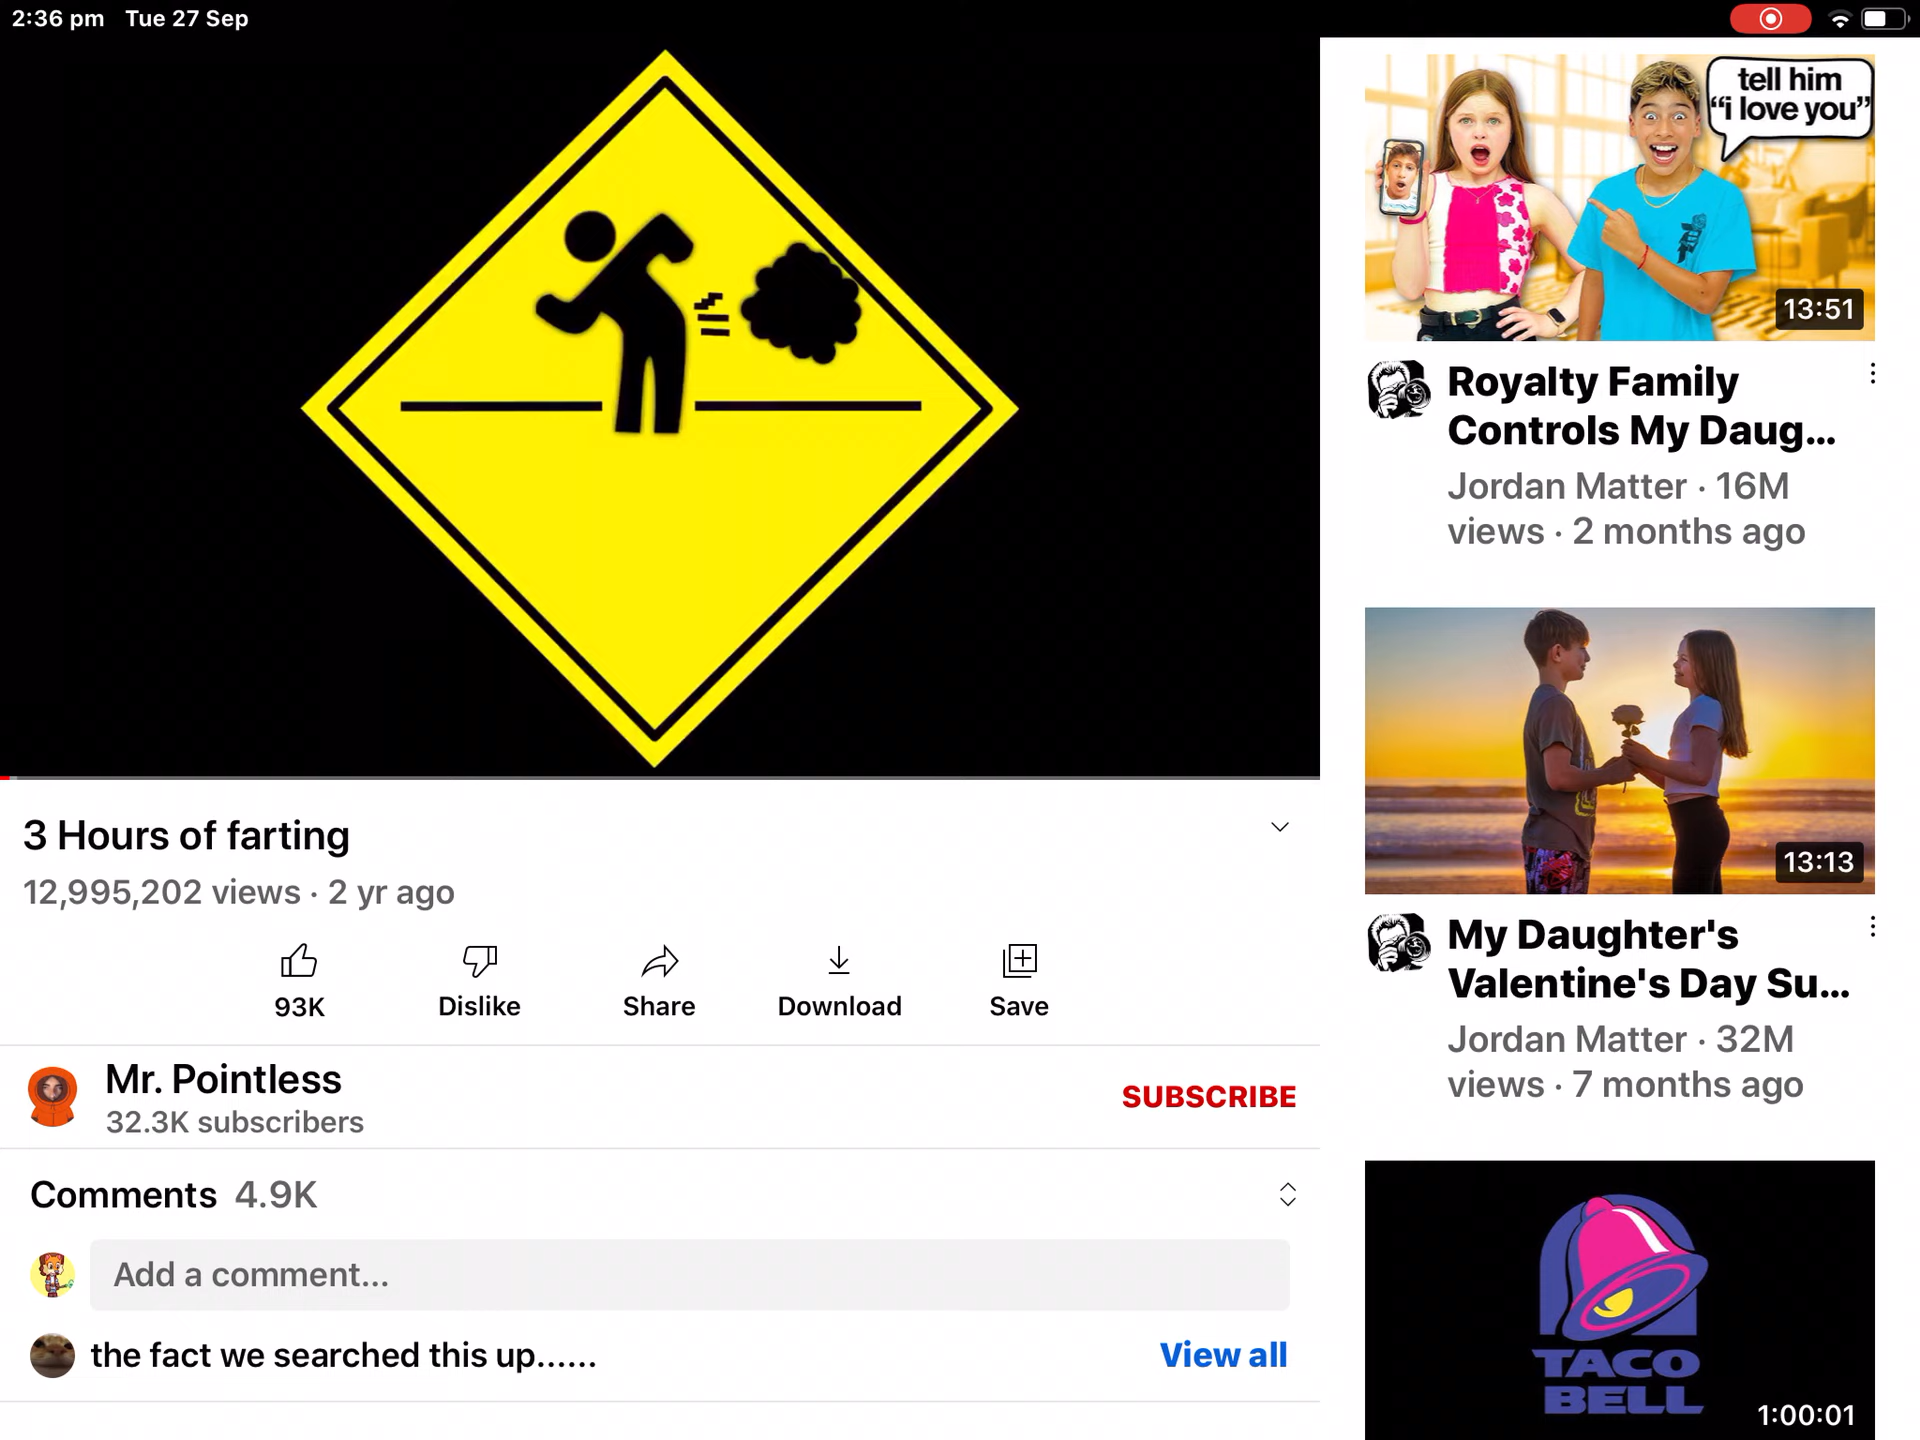 2:36 pm Tue 27 Sep
3 Hours of farting
12,995,202 views · 2 yr ago
93K
Dislike
Share
Download
Save
Mr. Pointless
32.3K subscribers
SUBSCRIBE
Comments 4.9K
Add a comment...
the fact we searched this up......
View all
tell him
“i love you”
13:51
Royalty Family
Controls My Daug...
Jordan Matter · 16M
views · 2 months ago
13:13
My Daughter's
Valentine's Day Su...
Jordan Matter · 32M
views · 7 months ago
TACO
BELL
1:00:01